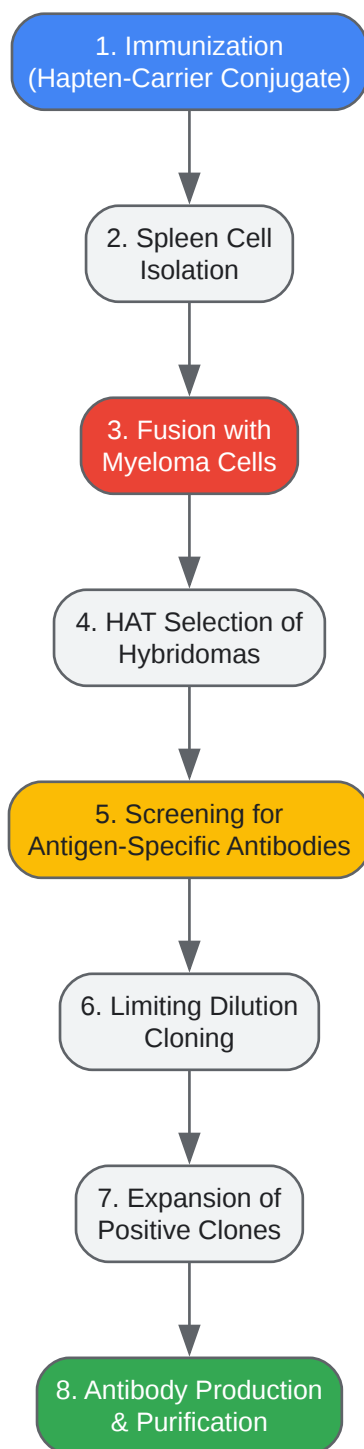 1. Immunization
(Hapten-Carrier Conjugate)
2. Spleen Cell
Isolation
3. Fusion with
Myeloma Cells
4. HAT Selection of
Hybridomas
5. Screening for
Antigen-Specific Antibodies
6. Limiting Dilution
Cloning
7. Expansion of
Positive Clones
8. Antibody Production
& Purification